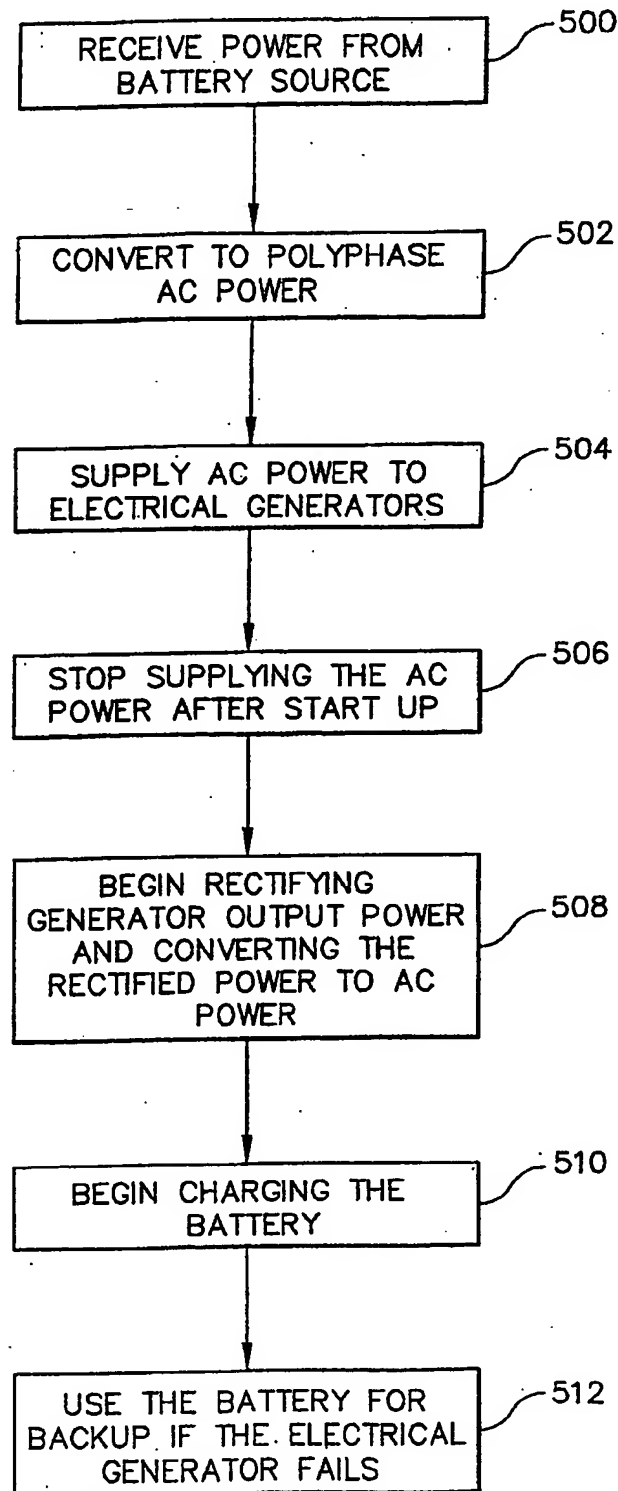 RECEIVE POWER FROM
BATTERY SOURCE
500
CONVERT TO POLYPHASE
AC POWER
502
SUPPLY AC POWER TO
ELECTRICAL GENERATORS
504
STOP SUPPLYING THE AC
POWER AFTER START UP
506
BEGIN RECTIFYING
GENERATOR OUTPUT POWER
AND CONVERTING THE
RECTIFIED POWER TO AC
POWER
508
BEGIN CHARGING THE
BATTERY
510
USE THE BATTERY FOR
BACKUP IF THE ELECTRICAL
GENERATOR FAILS
512